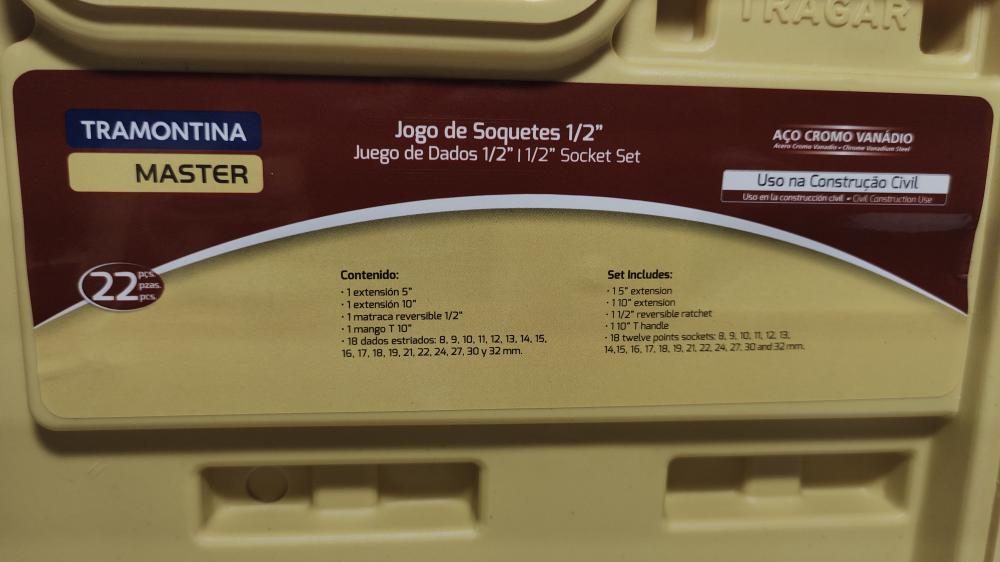 TRAGAR
TRAMONTINA
MASTER
Jogo de Soquetes 1/2"
Juego de Dados 1/2" | 1/2" Socket Set
AÇO CROMO VANÁDIO
Acero Cromo Vanadio • Chrome Vanadium Steel
Uso na Construção Civil
Uso en la construcción civil • Civil Construction Use
22 pçs.
pzas.
pcs.
Contenido:
• 1 extensión 5"
• 1 extensión 10"
• 1 matraca reversible 1/2"
• 1 mango T 10"
• 18 dados estriados: 8, 9, 10, 11, 12, 13, 14, 15,
16, 17, 18, 19, 21, 22, 24, 27, 30 y 32 mm.
Set Includes:
• 1 5" extension
• 1 10" extension
• 1 1/2" reversible ratchet
• 1 10" T handle
• 18 twelve points sockets: 8, 9, 10, 11, 12, 13,
14,15, 16, 17, 18, 19, 21, 22, 24, 27, 30 and 32 mm.